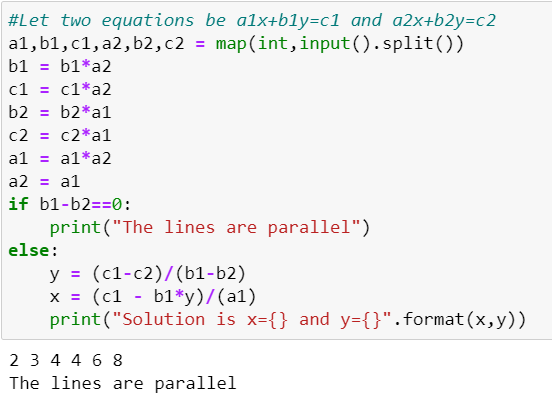 #Let two equations be a1x+b1y=c1 and a2x+b2y=c2
a1,b1,c1,a2,b2,c2 = map(int,input().split())
b1 = b1*a2
c1 = c1*a2
b2 = b2*a1
c2 = c2*a1
a1 = a1*a2
a2 = a1
if b1-b2==0:
    print("The lines are parallel")
else:
    y = (c1-c2)/(b1-b2)
    x = (c1 - b1*y)/(a1)
    print("Solution is x={} and y={}".format(x,y))
2 3 4 4 6 8
The lines are parallel